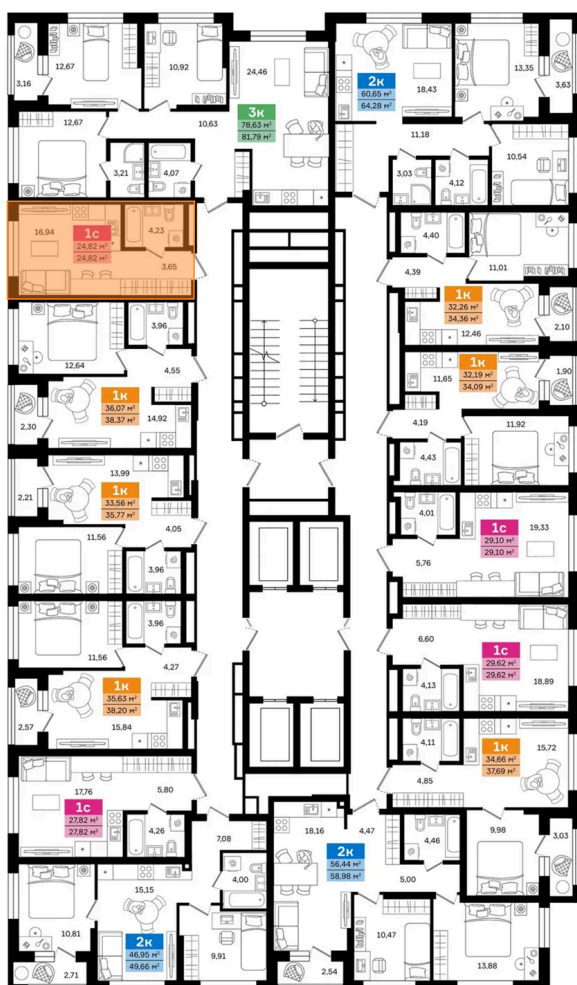 12,67
10,92
24,46
3,16
3к
78,63 м²
81,79 м²
12,67
10,63
3,21
4,07
2к
60,65 м²
64,28 м²
18,43
13,35
3,63
11,18
10,54
3,03
4,12
16,94
1с
24,82 м²
24,82 м²
4,23
3,65
4,40
4,39
11,01
1к
32,26 м²
34,36 м²
12,46
2,10
3,96
12,64
4,55
1к
36,07 м²
38,37 м²
14,92
2,30
1к
32,19 м²
34,09 м²
11,65
1,90
4,19
11,92
4,43
13,99
2,21
1к
33,56 м²
35,77 м²
4,05
11,56
3,96
4,01
1с
29,10 м²
29,10 м²
19,33
5,76
3,96
11,56
4,27
1к
35,63 м²
38,20 м²
2,57
15,84
6,60
1с
29,62 м²
29,62 м²
4,13
18,89
4,11
1к
34,66 м²
37,69 м²
15,72
4,85
17,76
5,80
1с
27,82 м²
27,82 м²
4,26
7,08
18,16
4,47
2к
56,44 м²
58,98 м²
4,46
9,98
3,03
5,00
4,00
15,15
10,81
2к
46,95 м²
49,66 м²
9,91
2,71
2,54
10,47
13,88